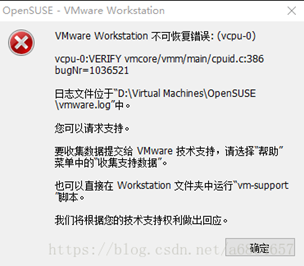 OpenSUSE - VMware Workstation
VMware Workstation 不可恢复错误: (vcpu-0)
vcpu-0:VERIFY vmcore/vmm/main/cpuid.c:386
bugNr=1036521
日志文件位于"D:\Virtual Machines\OpenSUSE
\vmware.log"中。
您可以请求支持。
要收集数据提交给 VMware 技术支持，请选择"帮助"
菜单中的"收集支持数据"。
也可以直接在 Workstation 文件夹中运行"vm-support
"脚本。
我们将根据您的技术支持权利做出回应。
确定